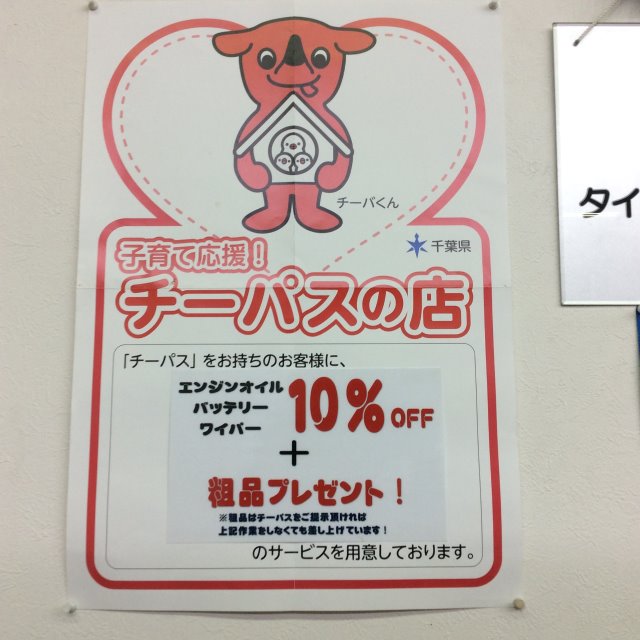 チーバくん
千葉県
子育て応援！
チーパスの店
「チーパス」をお持ちのお客様に、
エンジンオイル
バッテリー
ワイパー
10%OFF
＋
粗品プレゼント！
※粗品はチーパスをご提示頂ければ
上記作業をしなくても差し上げています！
のサービスを用意しております。
タイ